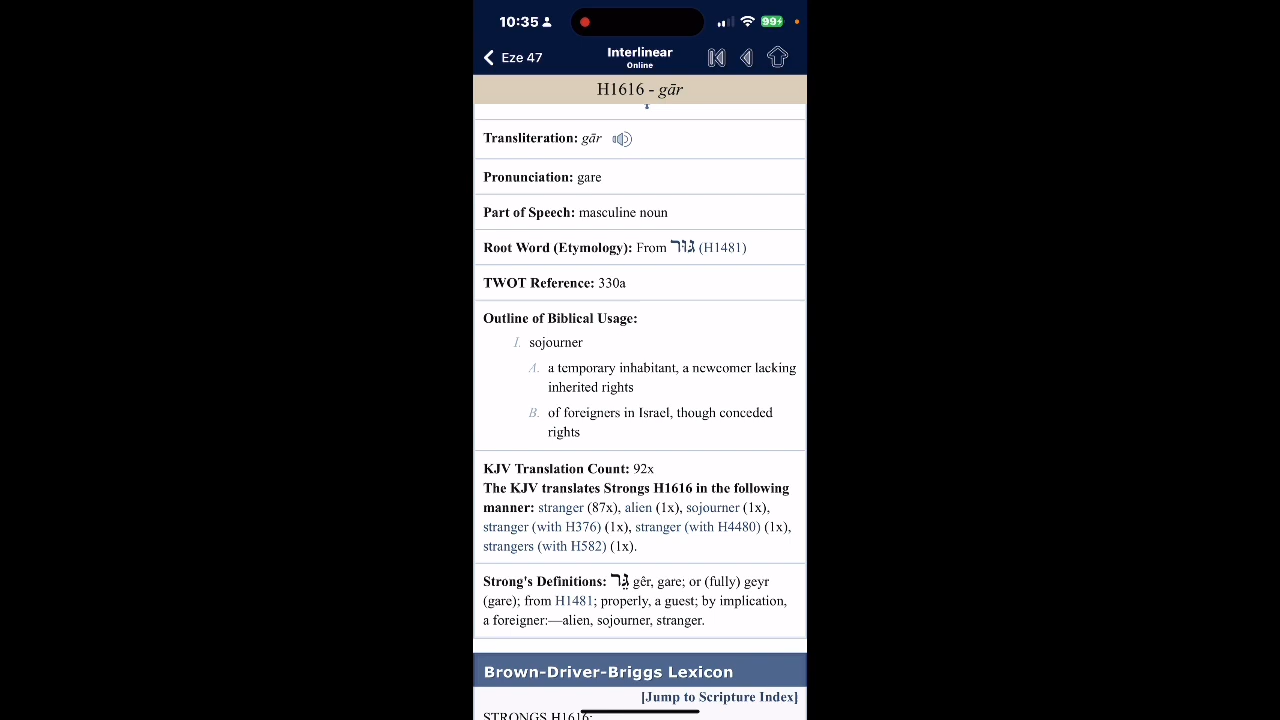 10:35
99+
Eze 47
Interlinear
Online
H1616 - gār
Transliteration: gār
Pronunciation: gare
Part of Speech: masculine noun
Root Word (Etymology): From גּוּר (H1481)
TWOT Reference: 330a
Outline of Biblical Usage:
I. sojourner
A. a temporary inhabitant, a newcomer lacking
inherited rights
B. of foreigners in Israel, though conceded
rights
KJV Translation Count: 92x
The KJV translates Strongs H1616 in the following
manner: stranger (87x), alien (1x), sojourner (1x),
stranger (with H376) (1x), stranger (with H4480) (1x),
strangers (with H582) (1x).
Strong's Definitions: גֵּר gêr, gare; or (fully) geyr
(gare); from H1481; properly, a guest; by implication,
a foreigner:—alien, sojourner, stranger.
Brown-Driver-Briggs Lexicon
[Jump to Scripture Index]
STRONGS H1616: